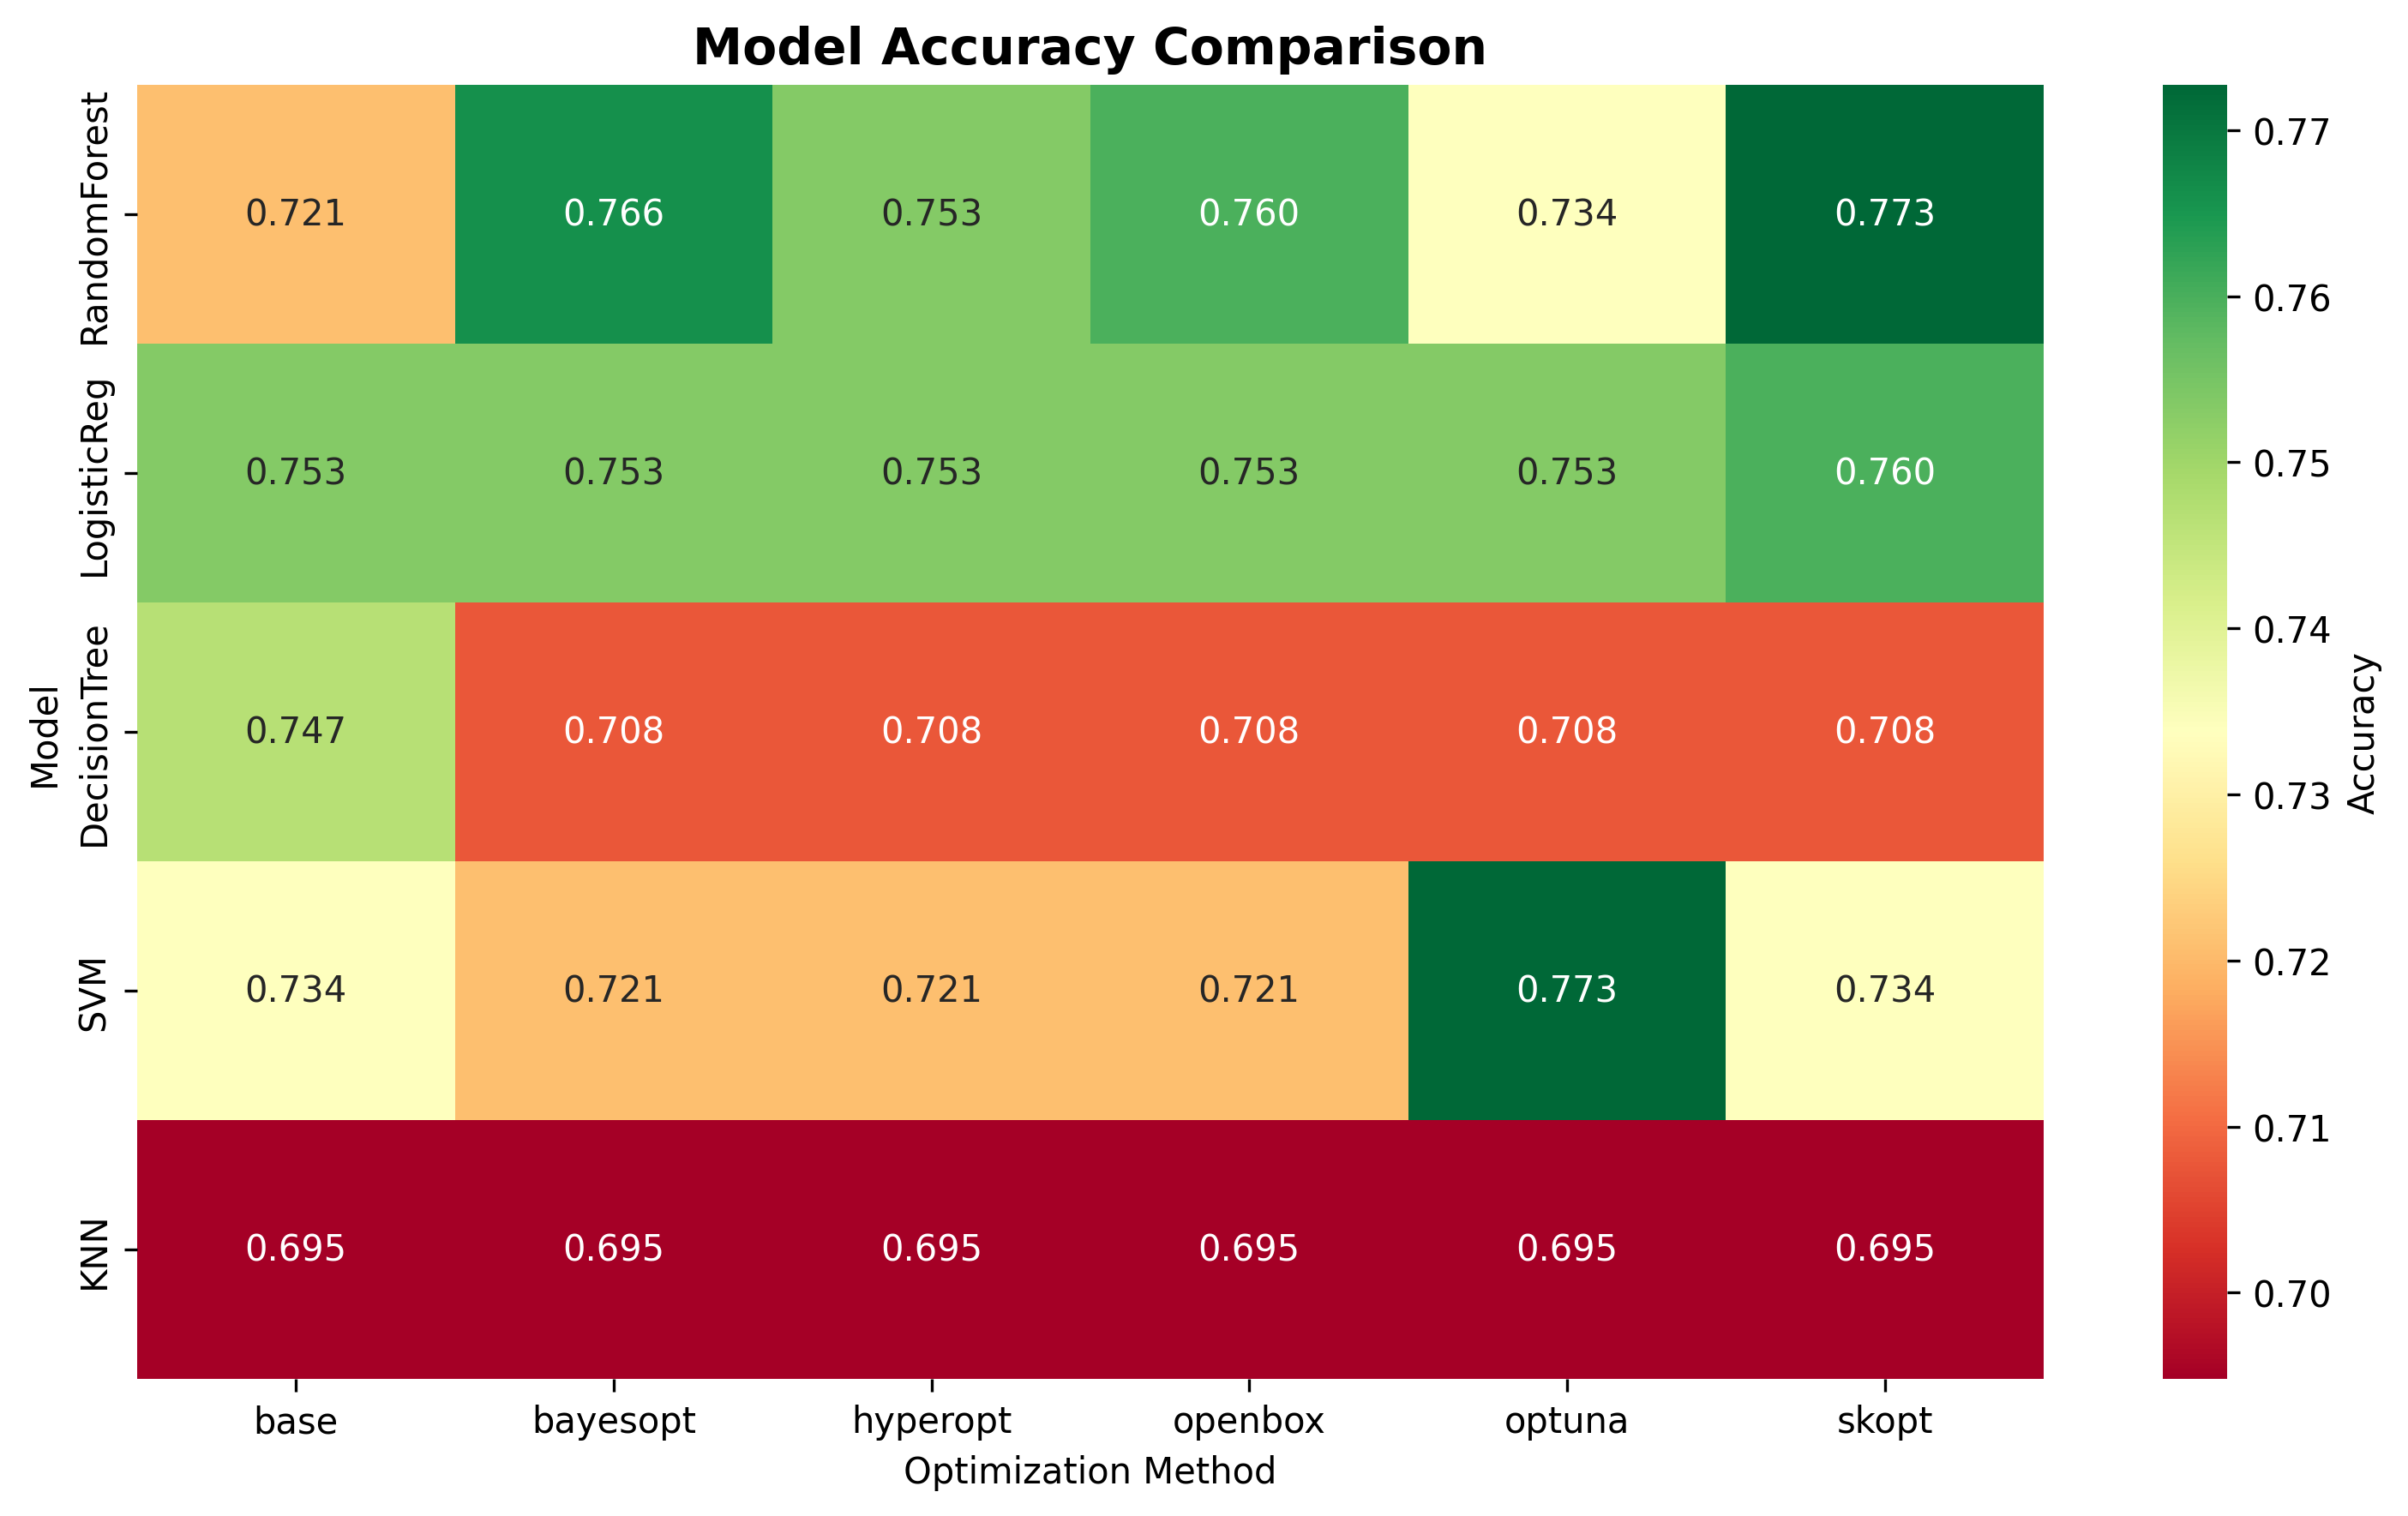 Model Accuracy Comparison
RandomForest 0.721 0.766 0.753 0.760 0.734 0.773
LogisticReg 0.753 0.753 0.753 0.753 0.753 0.760
DecisionTree 0.747 0.708 0.708 0.708 0.708 0.708
SVM 0.734 0.721 0.721 0.721 0.773 0.734
KNN 0.695 0.695 0.695 0.695 0.695 0.695
Model
base bayesopt hyperopt openbox optuna skopt
Optimization Method
0.77
0.76
0.75
0.74
0.73
0.72
0.71
0.70
Accuracy